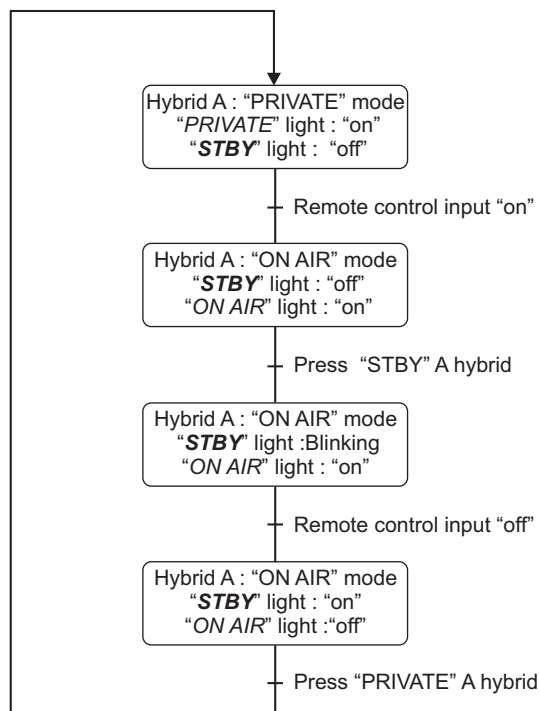 Hybrid A : “PRIVATE” mode
“PRIVATE” light : “on”
“STBY” light : “off”
Remote control input “on”
Hybrid A : “ON AIR” mode
“STBY” light : “off”
“ON AIR” light : “on”
Press “STBY” A hybrid
Hybrid A : “ON AIR” mode
“STBY” light :Blinking
“ON AIR” light : “on”
Remote control input “off”
Hybrid A : “ON AIR” mode
“STBY” light : “on”
“ON AIR” light :“off”
Press “PRIVATE” A hybrid